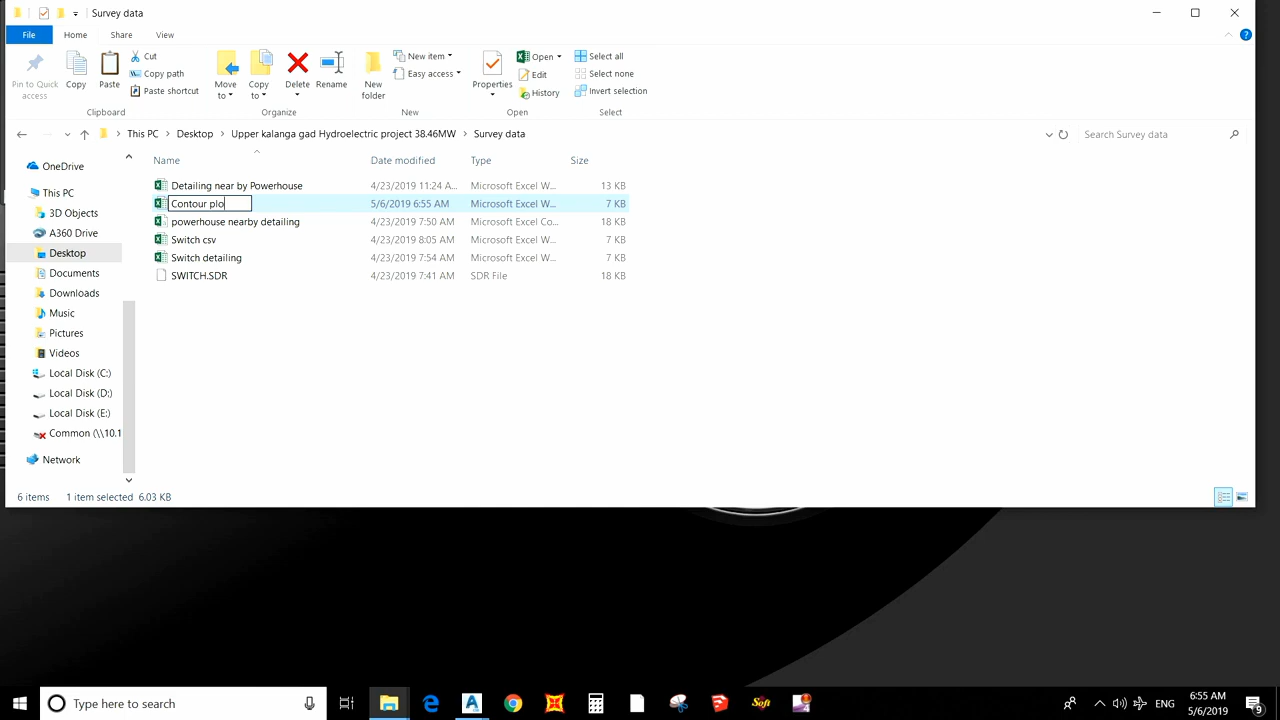 Survey data
File Home Share View ?
Pin to Quick access
Copy
Paste
Cut
Copy path
Paste shortcut
Clipboard
Move to
Copy to
Delete
Rename
Organize
New folder
New item
Easy access
New
Properties
Open
Edit
History
Open
Select all
Select none
Invert selection
Select
This PC > Desktop > Upper kalanga gad Hydroelectric project 38.46MW > Survey data
Search Survey data
Name Date modified Type Size
OneDrive
This PC
3D Objects
A360 Drive
Desktop
Documents
Downloads
Music
Pictures
Videos
Local Disk (C:)
Local Disk (D:)
Local Disk (E:)
Common (\\10.1
Network
Detailing near by Powerhouse 4/23/2019 11:24 A... Microsoft Excel W... 13 KB
Contour plo 5/6/2019 6:55 AM Microsoft Excel W... 7 KB
powerhouse nearby detailing 4/23/2019 7:50 AM Microsoft Excel Co... 18 KB
Switch csv 4/23/2019 8:05 AM Microsoft Excel W... 7 KB
Switch detailing 4/23/2019 7:54 AM Microsoft Excel W... 7 KB
SWITCH.SDR 4/23/2019 7:41 AM SDR File 18 KB
6 items 1 item selected 6.03 KB
Type here to search
Soft
ENG
6:55 AM
5/6/2019
9